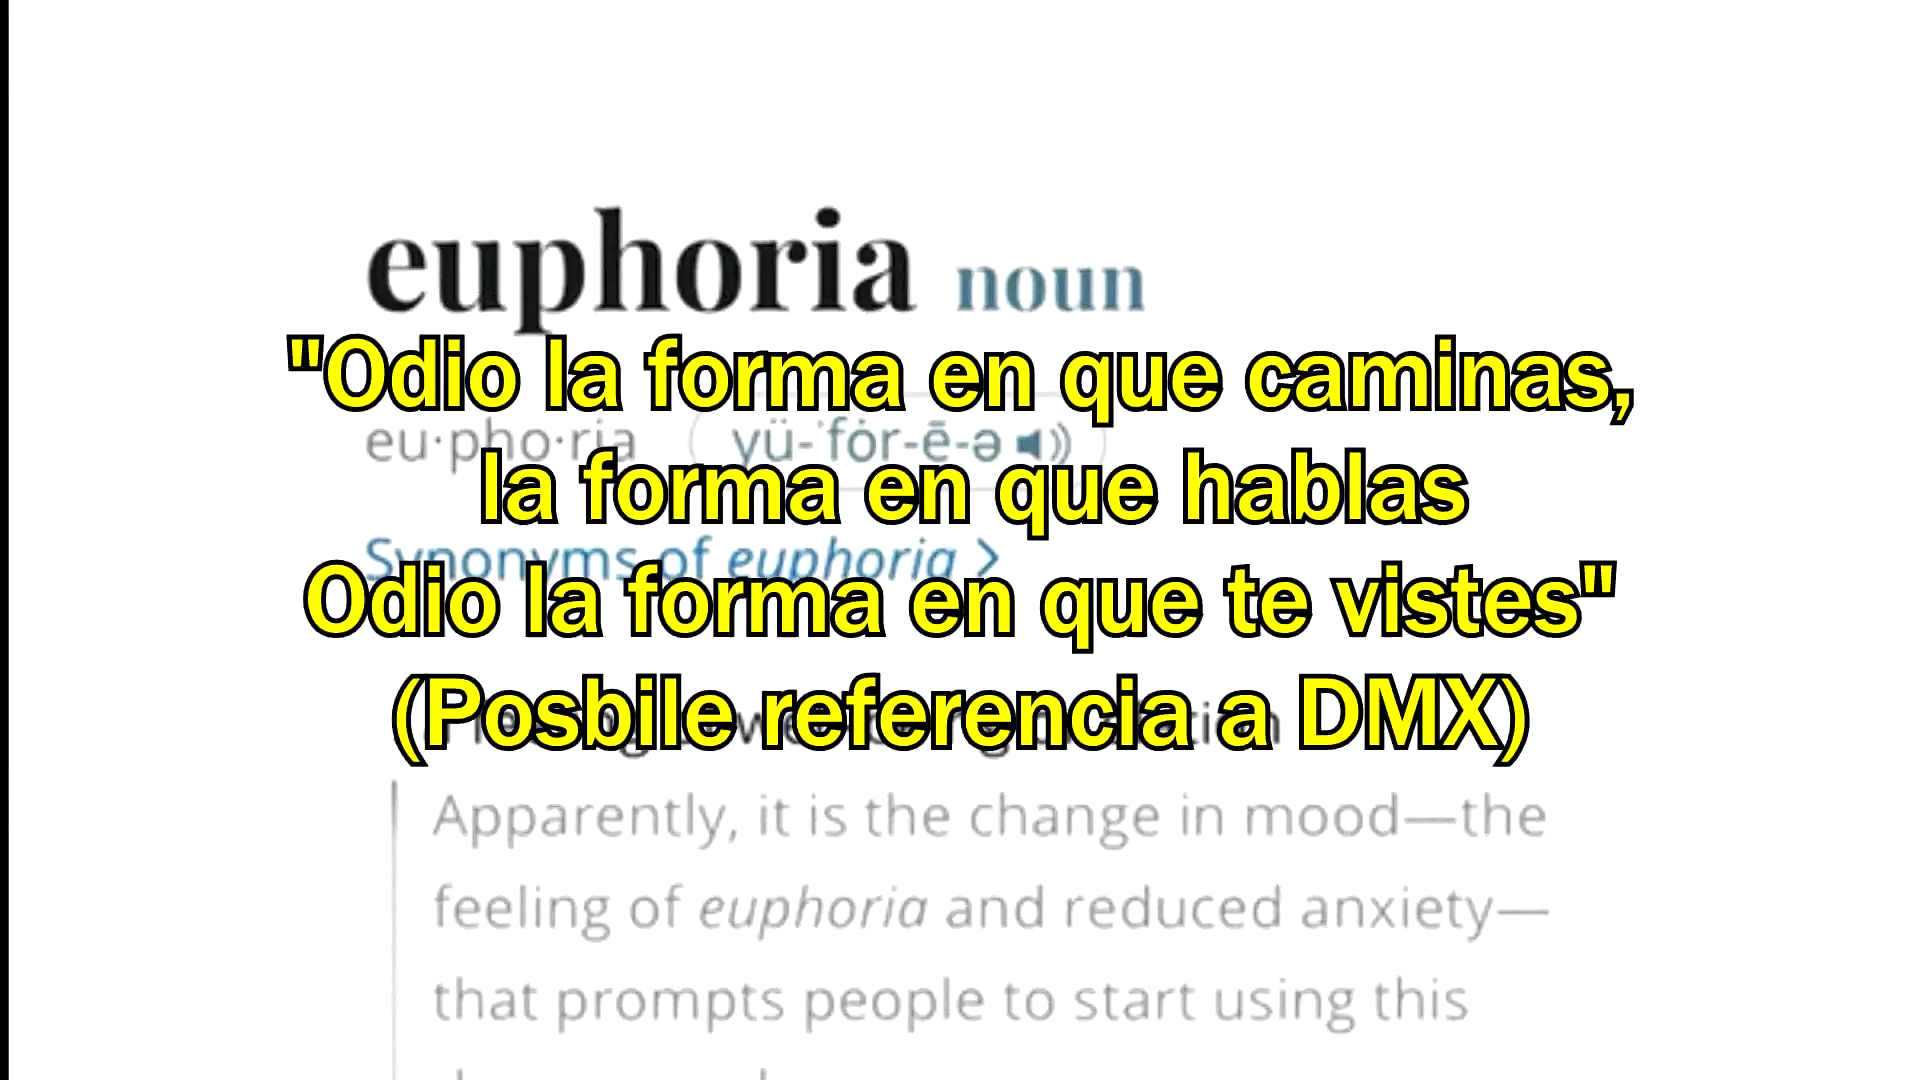 euphoria noun
"Odio la forma en que caminas,
eu·pho·ria yü-ˈfȯr-ē-ə
la forma en que hablas
Synonyms of euphoria >
Odio la forma en que te vistes"
(Posbile referencia a DMX)
Apparently, it is the change in mood—the
feeling of euphoria and reduced anxiety—
that prompts people to start using this